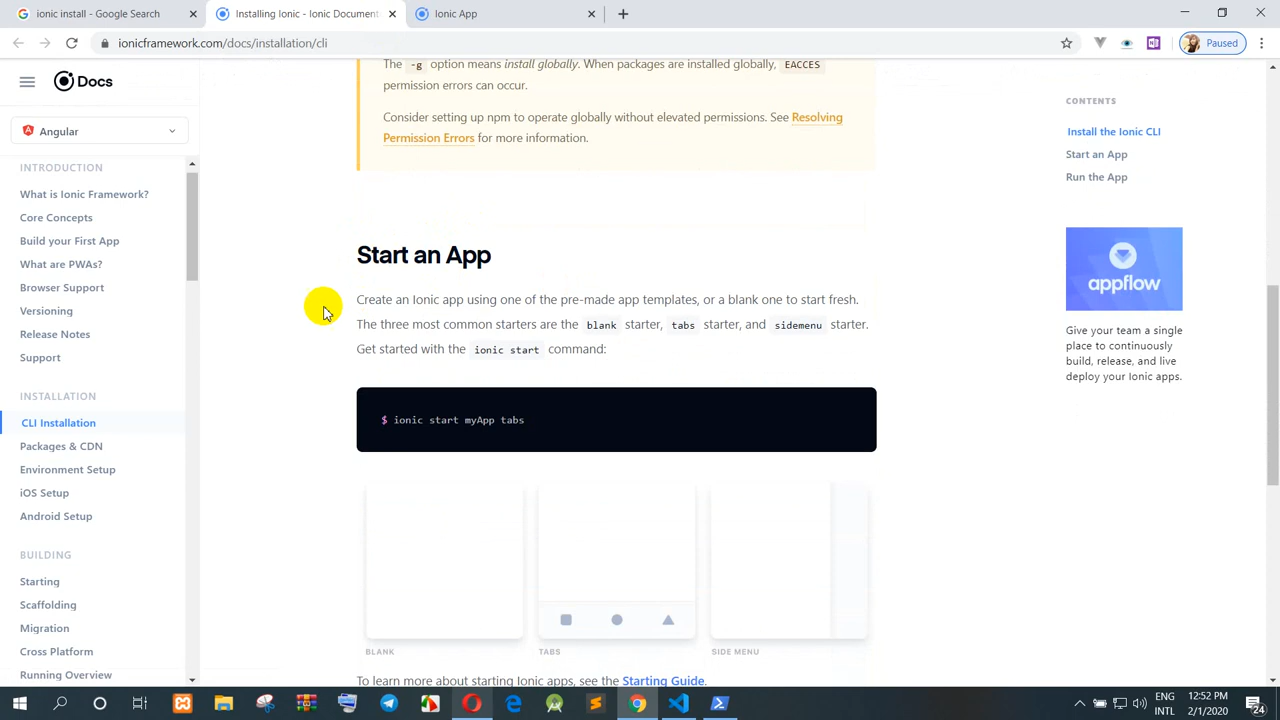 ionic install - Google Search
Installing Ionic - Ionic Document
Ionic App
ionicframework.com/docs/installation/cli
Paused
Docs
Angular
INTRODUCTION
What is Ionic Framework?
Core Concepts
Build your First App
What are PWAs?
Browser Support
Versioning
Release Notes
Support
INSTALLATION
CLI Installation
Packages & CDN
Environment Setup
iOS Setup
Android Setup
BUILDING
Starting
Scaffolding
Migration
Cross Platform
Running Overview
The -g option means install globally. When packages are installed globally, EACCES
permission errors can occur.
Consider setting up npm to operate globally without elevated permissions. See Resolving
Permission Errors for more information.
Start an App
Create an Ionic app using one of the pre-made app templates, or a blank one to start fresh.
The three most common starters are the blank starter, tabs starter, and sidemenu starter.
Get started with the ionic start command:
$ ionic start myApp tabs
BLANK
TABS
SIDE MENU
To learn more about starting Ionic apps, see the Starting Guide.
CONTENTS
Install the Ionic CLI
Start an App
Run the App
appflow
Give your team a single
place to continuously
build, release, and live
deploy your Ionic apps.
ENG
INTL
12:52 PM
2/1/2020
24